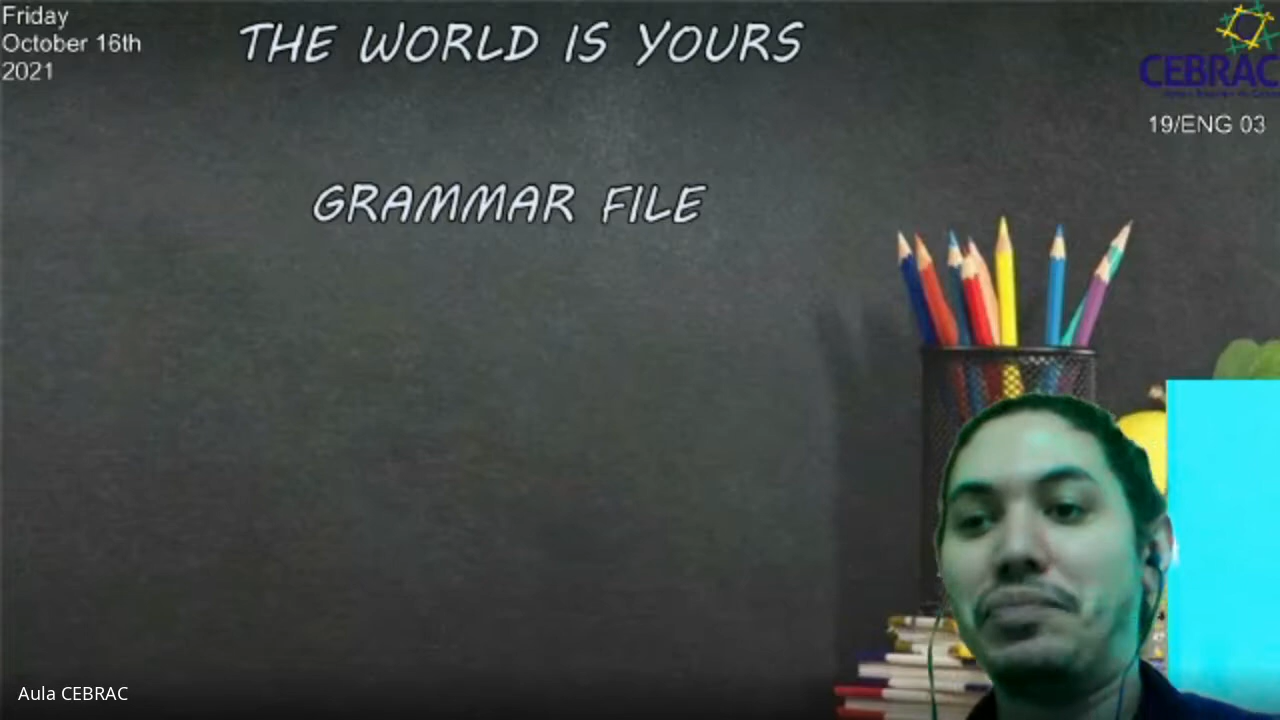 Friday
October 16th
2021
THE WORLD IS YOURS
CEBRAC
19/ENG 03
GRAMMAR FILE
Aula CEBRAC